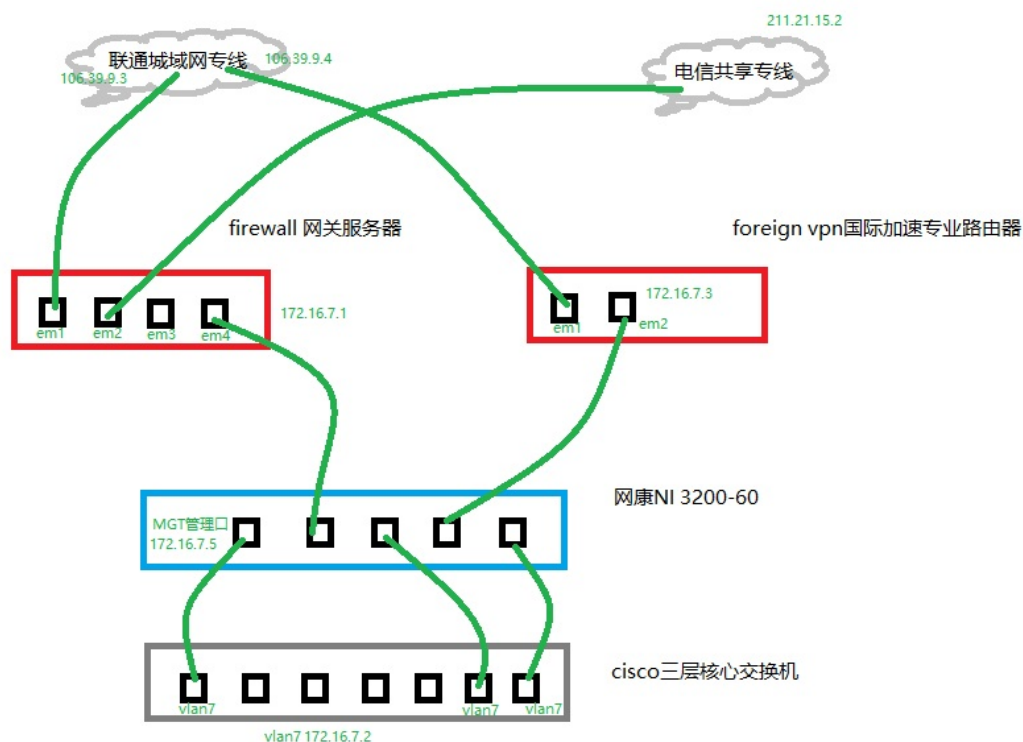 211.21.15.2
联通城域网专线
106.39.9.4
106.39.9.3
电信共享专线
firewall 网关服务器
foreign vpn国际加速专业路由器
172.16.7.1
172.16.7.3
em1
em2
em3
em4
em1
em2
网康NI 3200-60
MGT管理口
172.16.7.5
cisco三层核心交换机
vlan7
vlan7
vlan7
vlan7 172.16.7.2